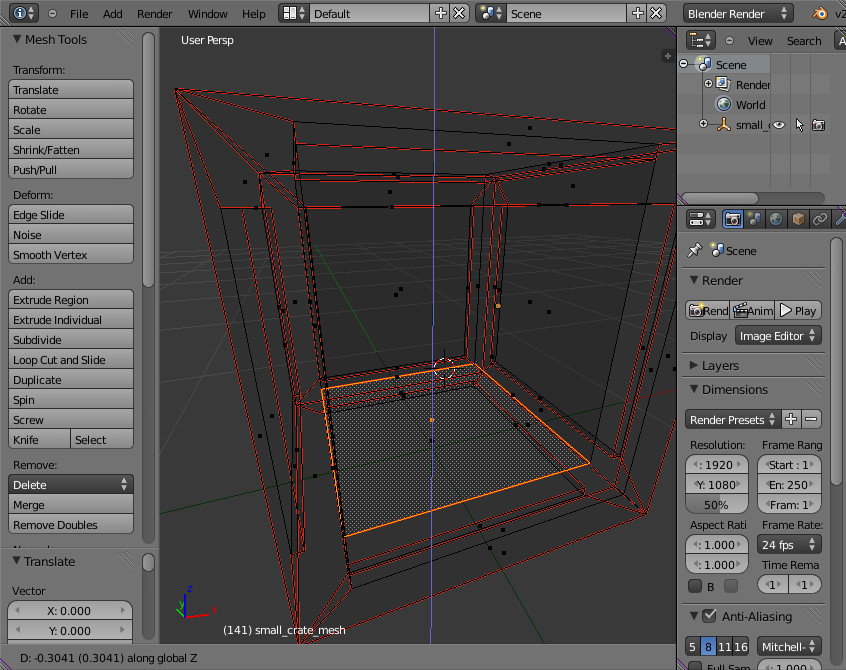 File Add Render Window Help Default Scene Blender Render v2
Mesh Tools
Transform:
Translate
Rotate
Scale
Shrink/Fatten
Push/Pull
Deform:
Edge Slide
Noise
Smooth Vertex
Add:
Extrude Region
Extrude Individual
Subdivide
Loop Cut and Slide
Duplicate
Spin
Screw
Knife Select
Remove:
Delete
Merge
Remove Doubles
Translate
Vector
X: 0.000
Y: 0.000
User Persp
z
y
x
(141) small_crate_mesh
D: -0.3041 (0.3041) along global Z
View Search A
Scene
Render
World
small_
Scene
Render
Rend Anim Play
Display Image Editor
Layers
Dimensions
Render Presets
Resolution: Frame Rang
: 1920 Start : 1
Y: 1080 En: 250
50% Fram: 1
Aspect Rati Frame Rate:
: 1.000 24 fps
: 1.000 Time Rema
B 1 1
Anti-Aliasing
5 8 11 16 Mitchell-
Full Sam : 1.000